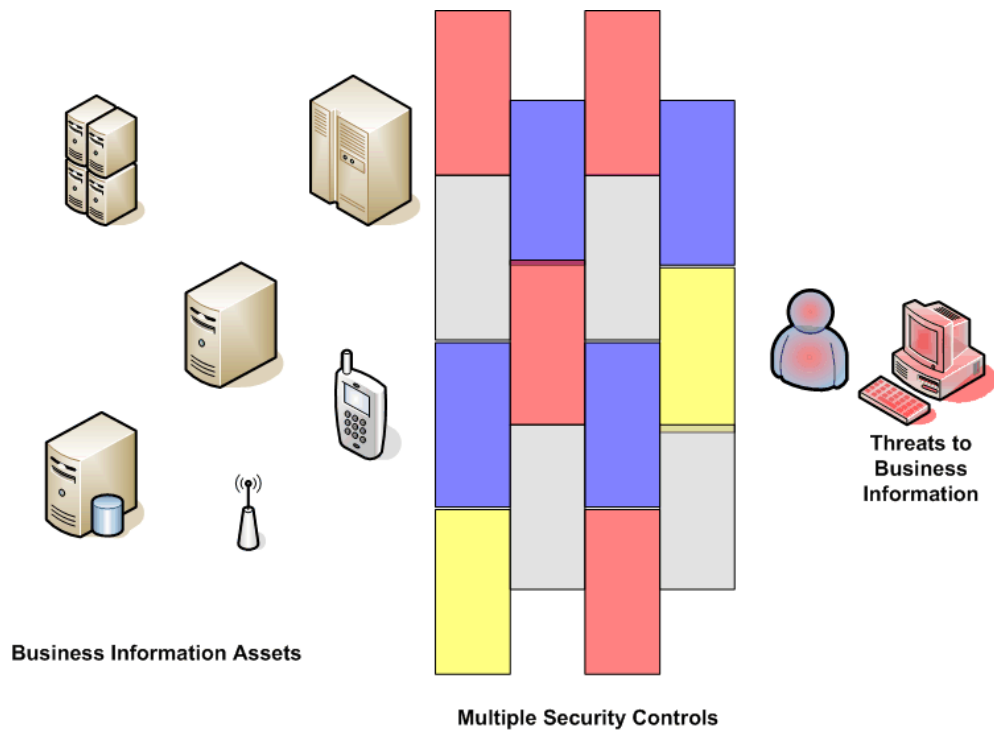 Threats to
Business
Information
Business Information Assets
Multiple Security Controls